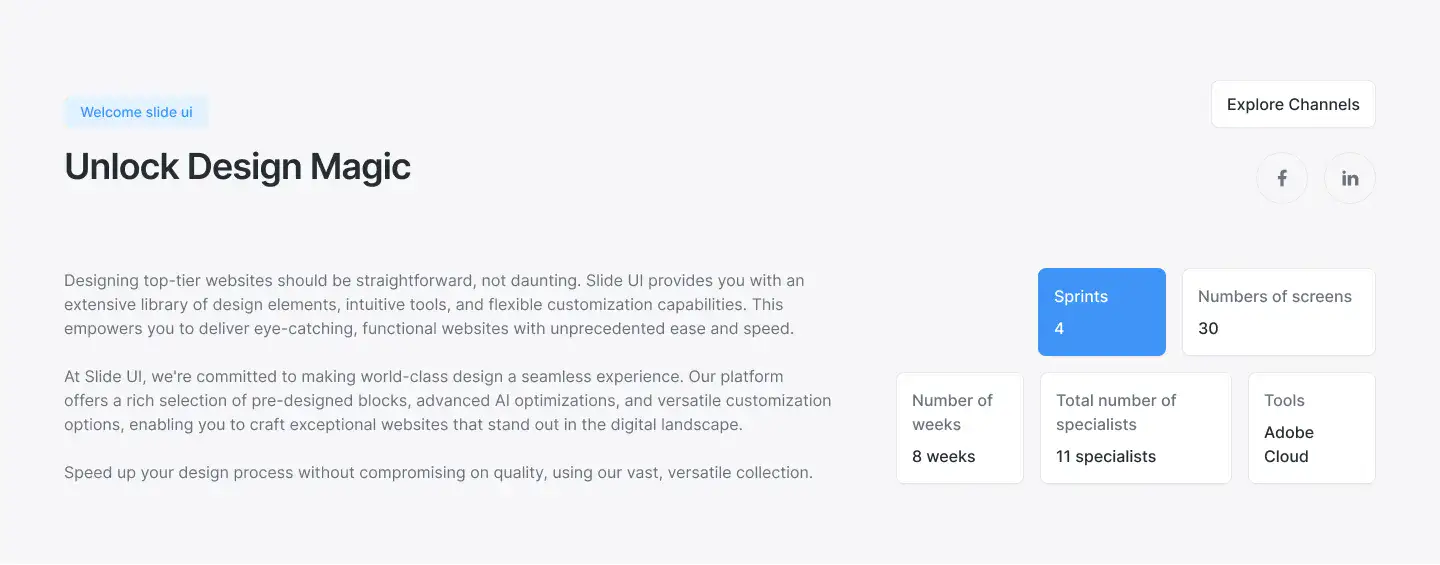 Welcome slide ui
Unlock Design Magic
Explore Channels
f
in
Designing top-tier websites should be straightforward, not daunting. Slide UI provides you with an
extensive library of design elements, intuitive tools, and flexible customization capabilities. This
empowers you to deliver eye-catching, functional websites with unprecedented ease and speed.
At Slide UI, we're committed to making world-class design a seamless experience. Our platform
offers a rich selection of pre-designed blocks, advanced AI optimizations, and versatile customization
options, enabling you to craft exceptional websites that stand out in the digital landscape.
Speed up your design process without compromising on quality, using our vast, versatile collection.
Sprints
4
Numbers of screens
30
Number of
weeks
8 weeks
Total number of
specialists
11 specialists
Tools
Adobe
Cloud